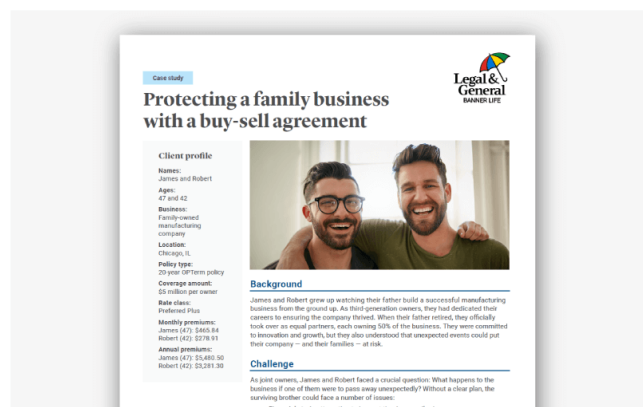 Case study
Legal &
General
BANNER LIFE
Protecting a family business
with a buy-sell agreement
Client profile
Names:
James and Robert
Ages:
47 and 42
Business:
Family-owned
manufacturing
company
Location:
Chicago, IL
Policy type:
20-year OPTerm policy
Coverage amount:
$5 million per owner
Rate class:
Preferred Plus
Monthly premiums:
James (47): $465.84
Robert (42): $278.91
Annual premiums:
James (47): $5,480.50
Robert (42): $3,281.30
Background
James and Robert grew up watching their father build a successful manufacturing
business from the ground up. As third-generation owners, they had dedicated their
careers to ensuring the company thrived. When their father retired, they officially
took over as equal partners, each owning 50% of the business. They were committed
to innovation and growth, but they also understood that unexpected events could put
their company — and their families — at risk.
Challenge
As joint owners, James and Robert faced a crucial question: What happens to the
business if one of them were to pass away unexpectedly? Without a clear plan, the
surviving brother could face a number of issues: